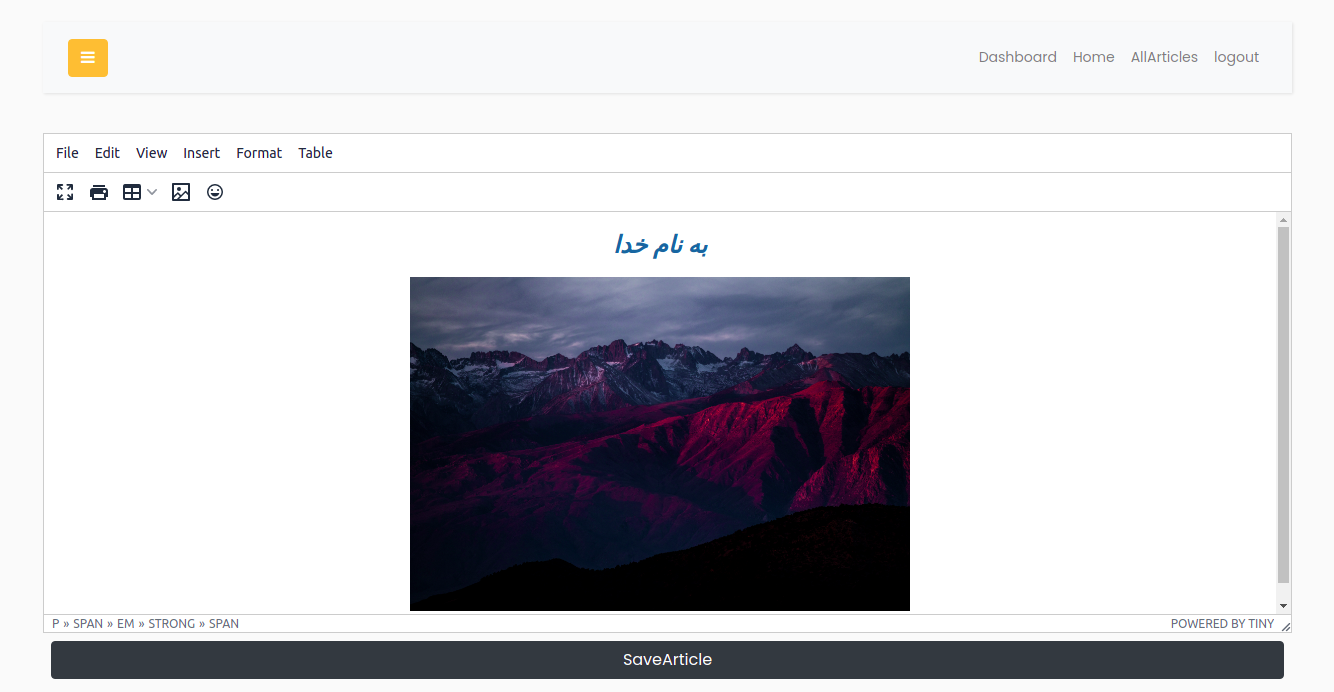 Dashboard Home AllArticles logout
File Edit View Insert Format Table
به نام خدا
P » SPAN » EM » STRONG » SPAN POWERED BY TINY
SaveArticle